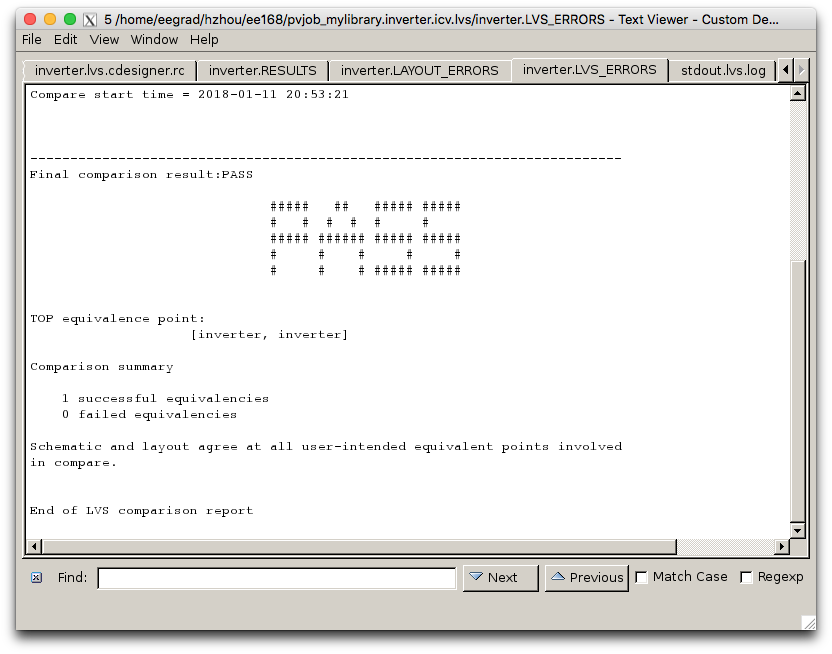 5 /home/eegrad/hzhou/ee168/pvjob_mylibrary.inverter.icv.lvs/inverter.LVS_ERRORS - Text Viewer - Custom De...
File Edit View Window Help
inverter.lvs.cdesigner.rc inverter.RESULTS inverter.LAYOUT_ERRORS inverter.LVS_ERRORS stdout.lvs.log
Compare start time = 2018-01-11 20:53:21
--------------------------------------------------------------------------
Final comparison result:PASS
#####   ##   ##### #####
#   #  #  #  #     #
##### ###### ##### #####
#     #    #     #     #
#     #    # ##### #####
TOP equivalence point:
[inverter, inverter]
Comparison summary
1 successful equivalencies
0 failed equivalencies
Schematic and layout agree at all user-intended equivalent points involved
in compare.
End of LVS comparison report
Find: Next Previous Match Case Regexp